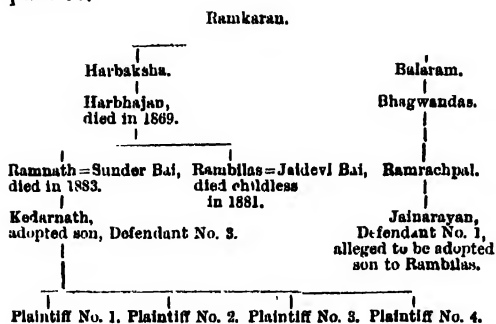 Ramkaran.
Harbaksha. Balaram.
Harbhajan, Bhagwandas.
died in 1869.
Ramnath=Sunder Bai, Rambilas=Jaidevi Bai, Ramrachpal.
died in 1883. died childless
in 1881.
Kedarnath, Jainarayan,
adopted son, Defendant No. 3. Defendant No. 1,
alleged to be adopted
son to Rambilas.
Plaintiff No. 1. Plaintiff No. 2. Plaintiff No. 3. Plaintiff No. 4.